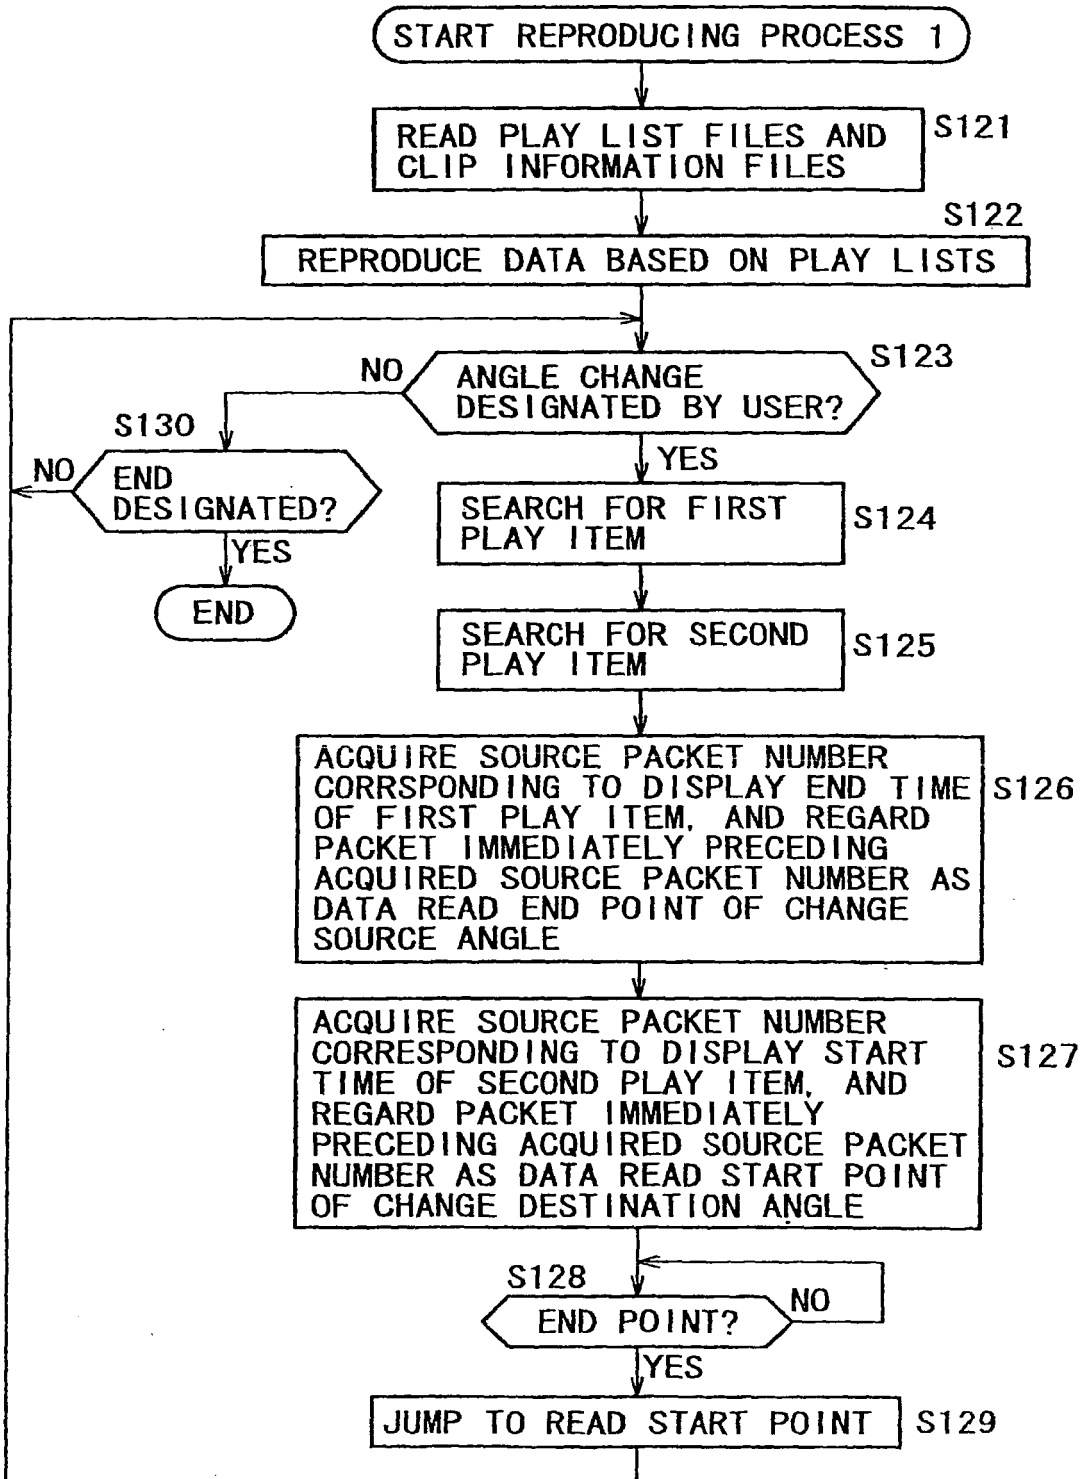 START REPRODUCING PROCESS 1
READ PLAY LIST FILES AND
CLIP INFORMATION FILES
S121
S122
REPRODUCE DATA BASED ON PLAY LISTS
S123
NO
ANGLE CHANGE
DESIGNATED BY USER?
S130
NO
END
DESIGNATED?
YES
YES
END
SEARCH FOR FIRST
PLAY ITEM
S124
SEARCH FOR SECOND
PLAY ITEM
S125
ACQUIRE SOURCE PACKET NUMBER
CORRSPONDING TO DISPLAY END TIME
OF FIRST PLAY ITEM, AND REGARD
PACKET IMMEDIATELY PRECEDING
ACQUIRED SOURCE PACKET NUMBER AS
DATA READ END POINT OF CHANGE
SOURCE ANGLE
S126
ACQUIRE SOURCE PACKET NUMBER
CORRESPONDING TO DISPLAY START
TIME OF SECOND PLAY ITEM, AND
REGARD PACKET IMMEDIATELY
PRECEDING ACQUIRED SOURCE PACKET
NUMBER AS DATA READ START POINT
OF CHANGE DESTINATION ANGLE
S127
S128
END POINT?
NO
YES
JUMP TO READ START POINT
S129